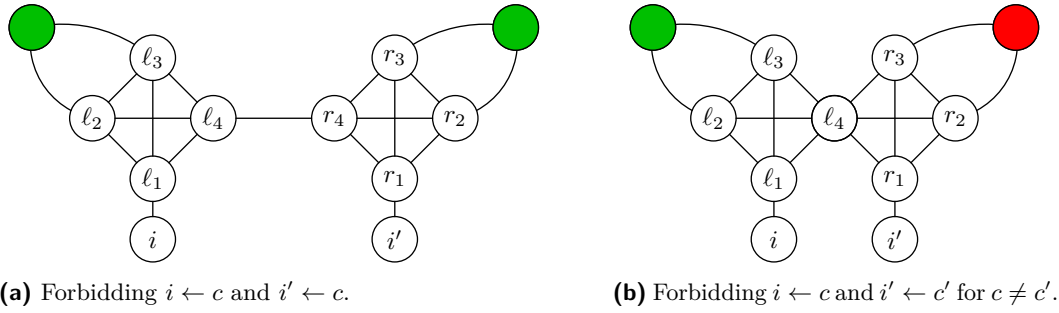 ℓ₃ r₃ ℓ₃ r₃
ℓ₂ ℓ₄ r₄ r₂ ℓ₂ ℓ₄ r₂
ℓ₁ r₁ ℓ₁ r₁
i i′ i i′
(a) Forbidding i ← c and i′ ← c.
(b) Forbidding i ← c and i′ ← c′ for c ≠ c′.